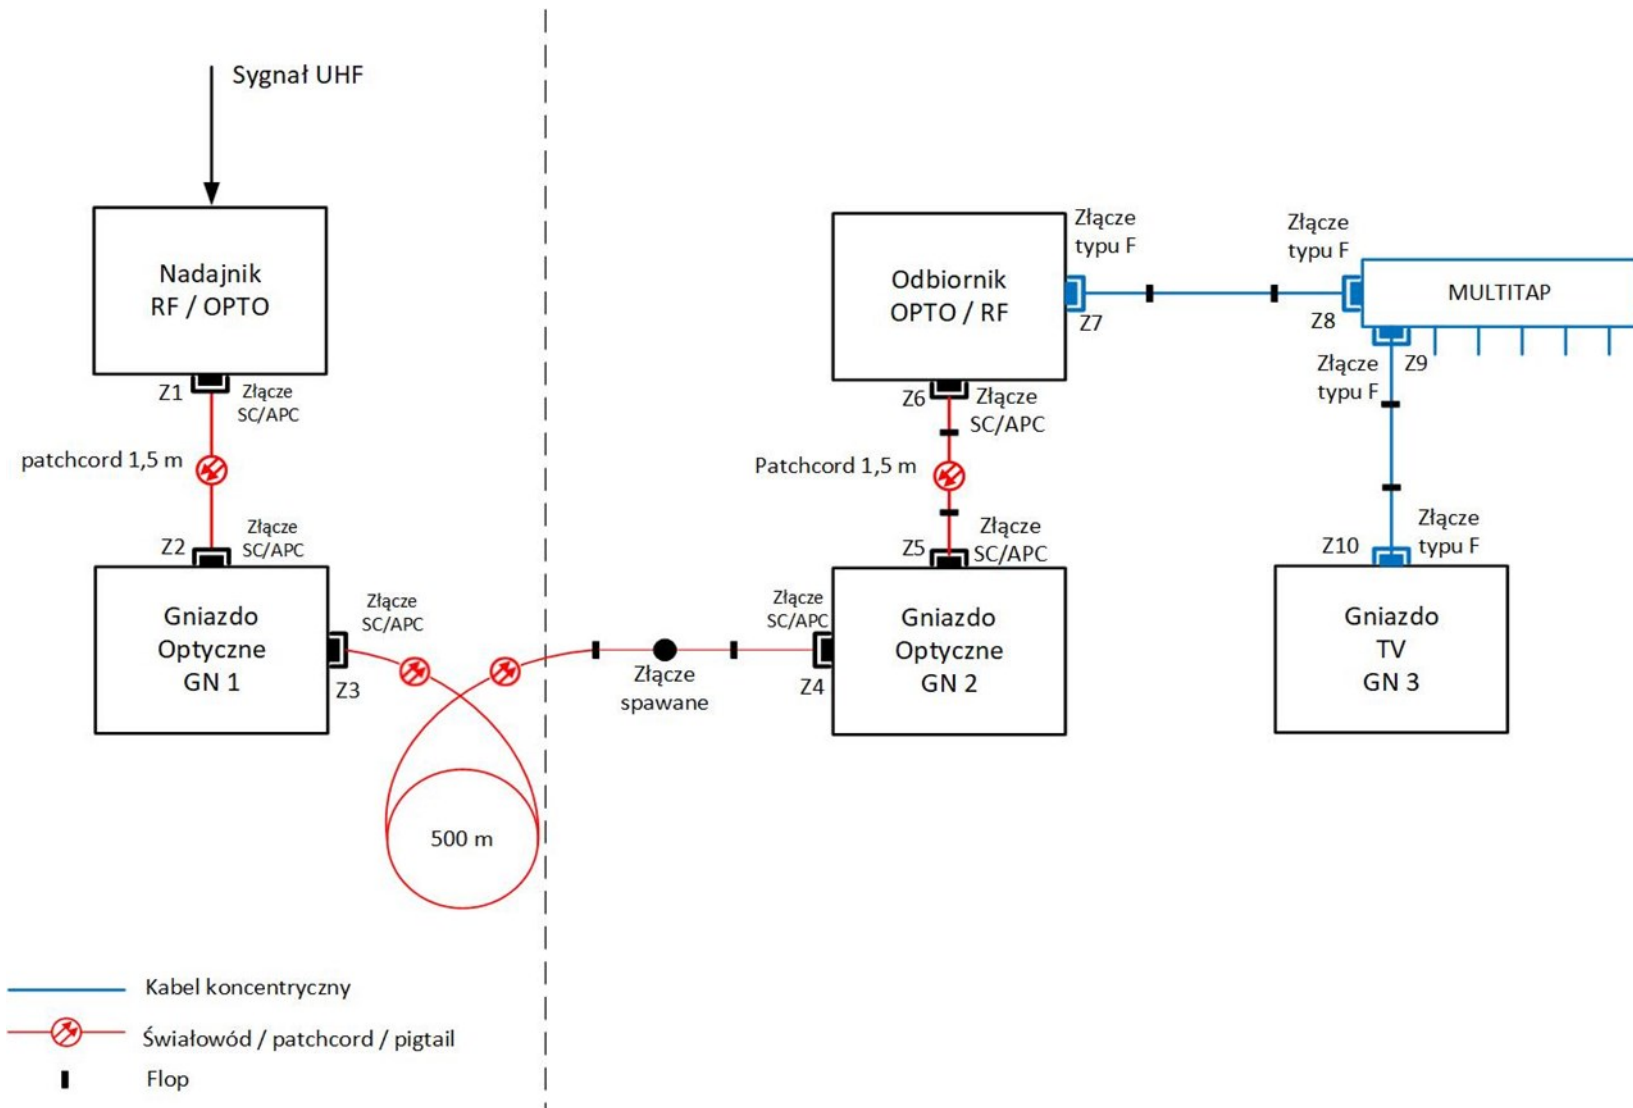 Sygnał UHF
Nadajnik
RF / OPTO
Z1
Złącze
SC/APC
patchcord 1,5 m
Z2
Złącze
SC/APC
Gniazdo
Optyczne
GN 1
Złącze
SC/APC
Z3
500 m
Złącze
spawane
Złącze
SC/APC
Z4
Odbiornik
OPTO / RF
Z6
Złącze
SC/APC
Patchcord 1,5 m
Z5
Złącze
SC/APC
Gniazdo
Optyczne
GN 2
Złącze
typu F
Z7
Złącze
typu F
Z8
MULTITAP
Złącze
typu F
Z9
Z10
Złącze
typu F
Gniazdo
TV
GN 3
Kabel koncentryczny
Świałowód / patchcord / pigtail
Flop